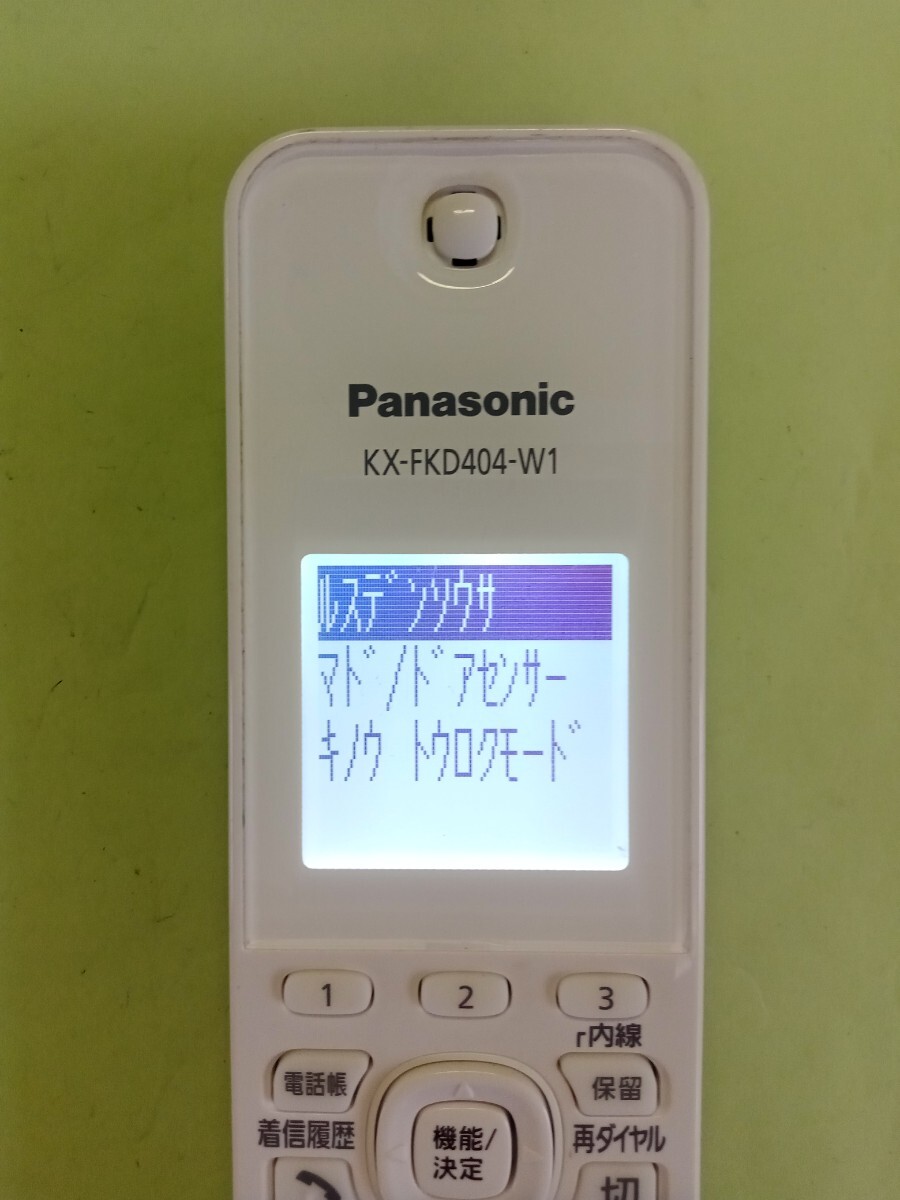 Panasonic
KX-FKD404-W1
ﾙｽﾃﾞﾝｿｳｻ
ﾏﾄﾞ/ﾄﾞｱｾﾝｻｰ
ｷﾉｳ ﾄｳﾛｸﾓｰﾄﾞ
1 2 3
r内線
電話帳 保留
着信履歴 機能/ 再ダイヤル
決定
切